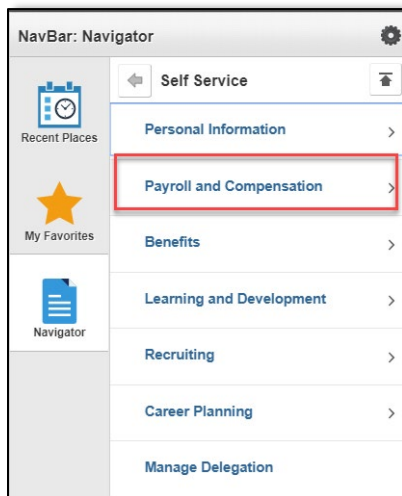 NavBar: Navigator
Recent Places
My Favorites
Navigator
Self Service
Personal Information
Payroll and Compensation
Benefits
Learning and Development
Recruiting
Career Planning
Manage Delegation